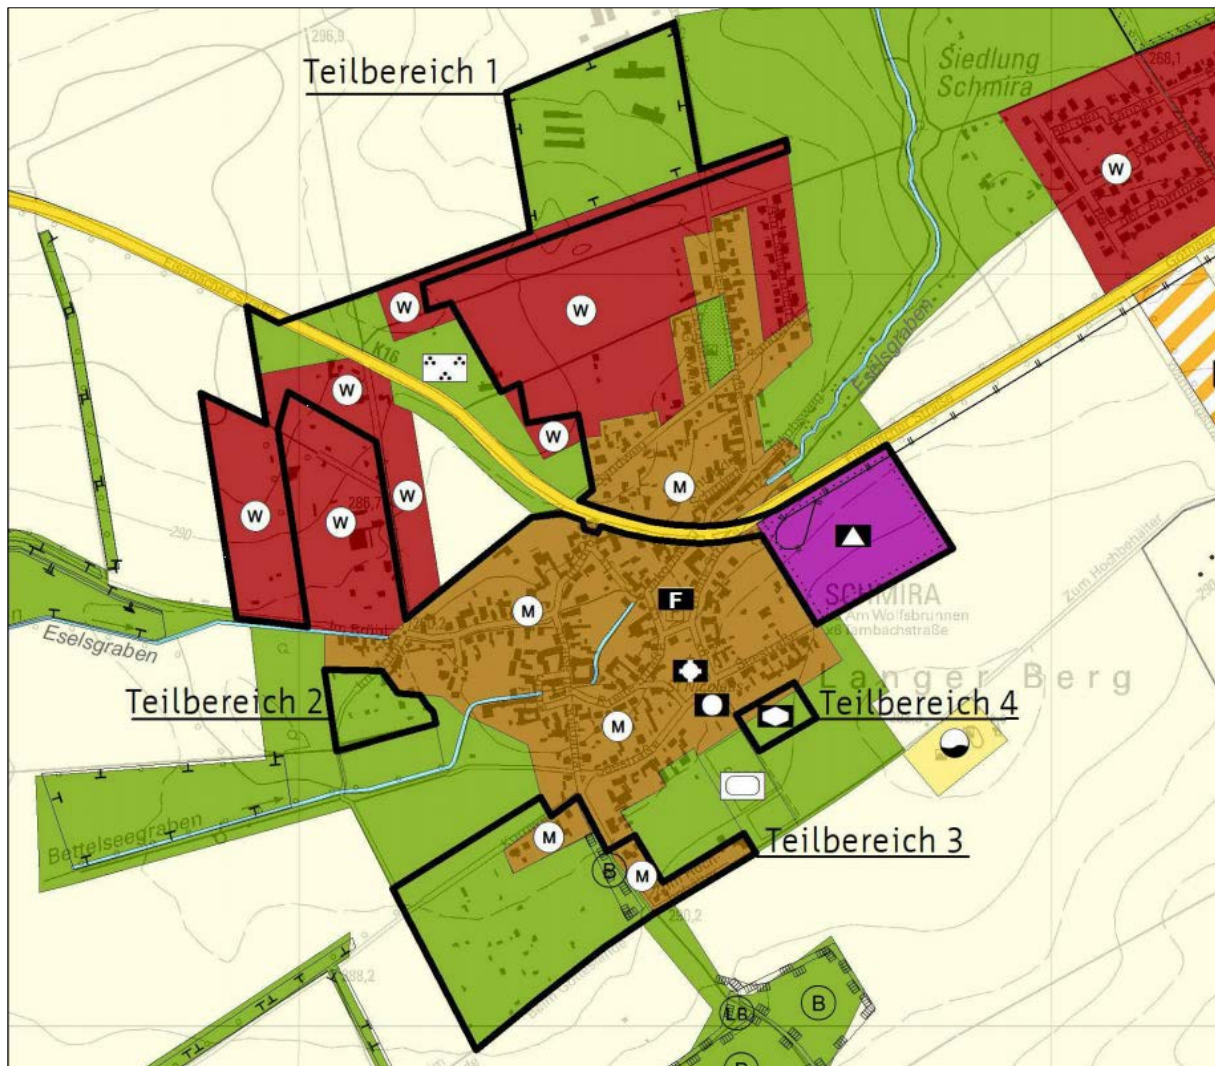 296,9
Teilbereich 1
Siedlung
Schmira
268,1
W
W
W
K16
W
W
Eselsgraben
W
M
286,7
W
W
W
290
Zum Hochbehälter
SCHMIRA
Am Wolfsbrunnen
F
M
Eselsgraben
Langer Berg
Teilbereich 2
Teilbereich 4
M
Bettelseegraben
M
Teilbereich 3
B
M
290,2
B
LB
B